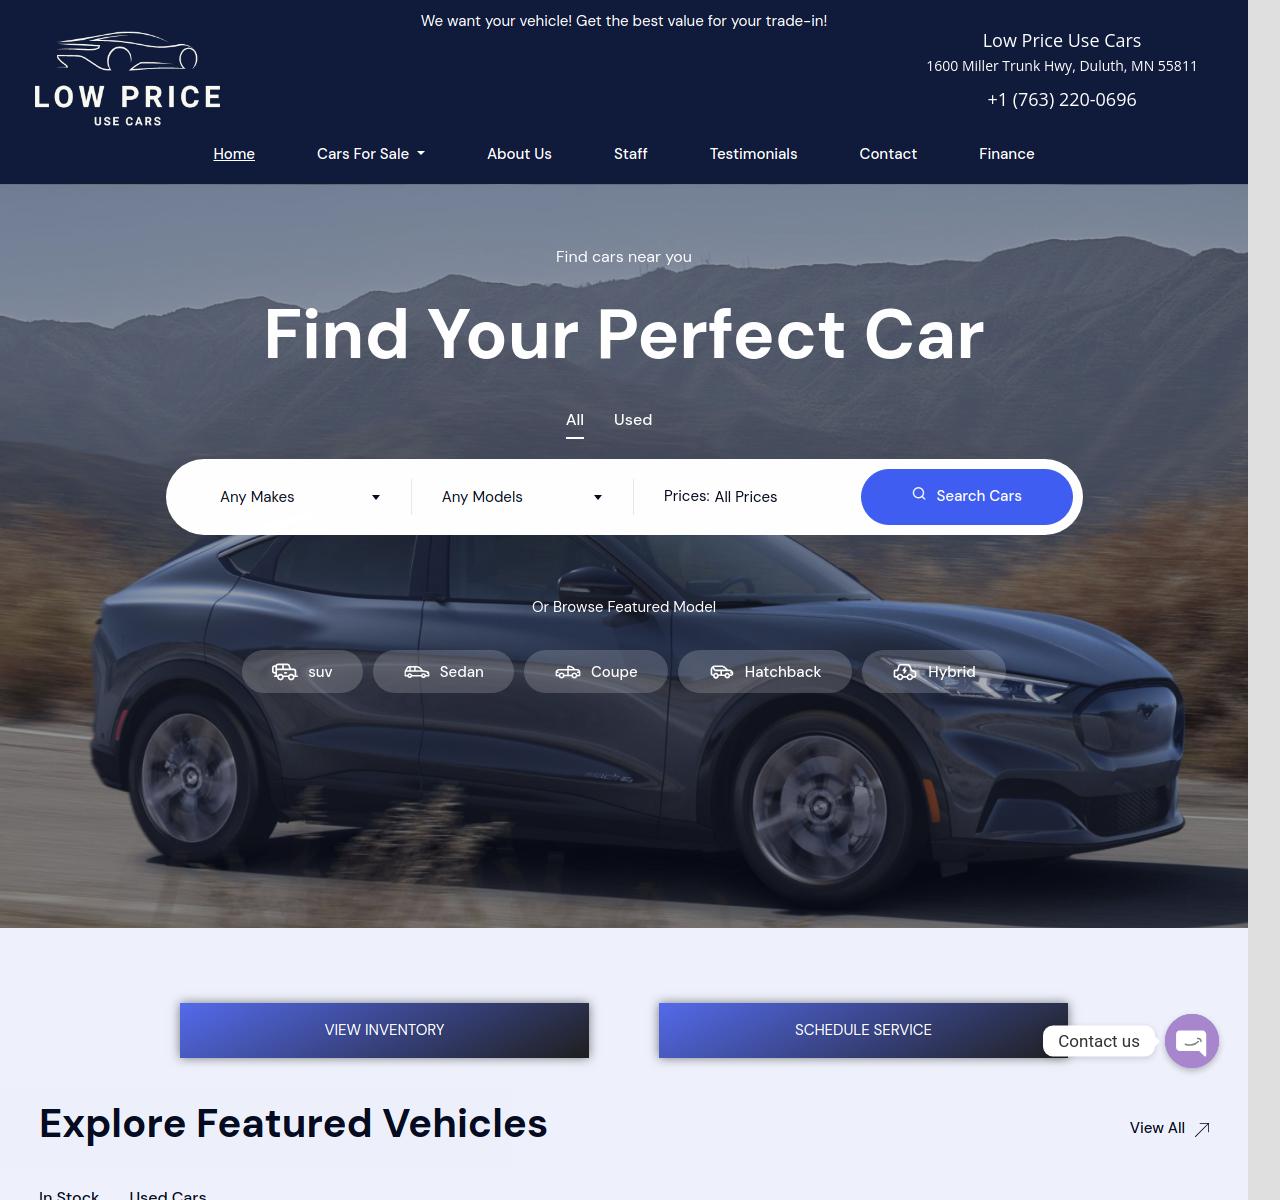 We want your vehicle! Get the best value for your trade-in!
LOW PRICE
USE CARS
Low Price Use Cars
1600 Miller Trunk Hwy, Duluth, MN 55811
+1 (763) 220-0696
Home Cars For Sale About Us Staff Testimonials Contact Finance
Find cars near you
Find Your Perfect Car
All Used
Any Makes Any Models Prices: All Prices Search Cars
Or Browse Featured Model
suv Sedan Coupe Hatchback Hybrid
VIEW INVENTORY SCHEDULE SERVICE
Contact us
Explore Featured Vehicles
View All
In Stock Used Cars